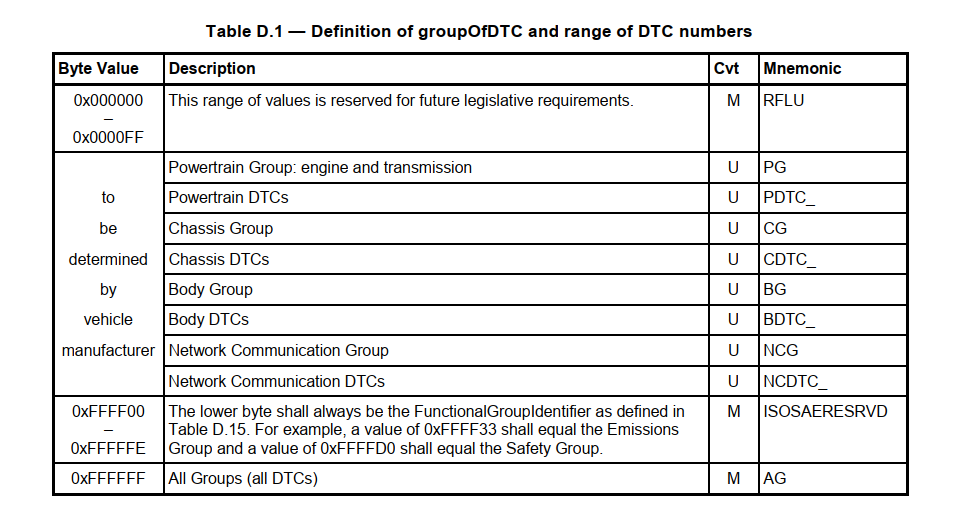 Table D.1 — Definition of groupOfDTC and range of DTC numbers
Byte Value Description Cvt Mnemonic
0x000000
–
0x0000FF
This range of values is reserved for future legislative requirements. M RFLU
to
be
determined
by
vehicle
manufacturer
Powertrain Group: engine and transmission U PG
Powertrain DTCs U PDTC_
Chassis Group U CG
Chassis DTCs U CDTC_
Body Group U BG
Body DTCs U BDTC_
Network Communication Group U NCG
Network Communication DTCs U NCDTC_
0xFFFF00
–
0xFFFFFE
The lower byte shall always be the FunctionalGroupIdentifier as defined in
Table D.15. For example, a value of 0xFFFF33 shall equal the Emissions
Group and a value of 0xFFFFD0 shall equal the Safety Group.
M ISOSAERESRVD
0xFFFFFF All Groups (all DTCs) M AG